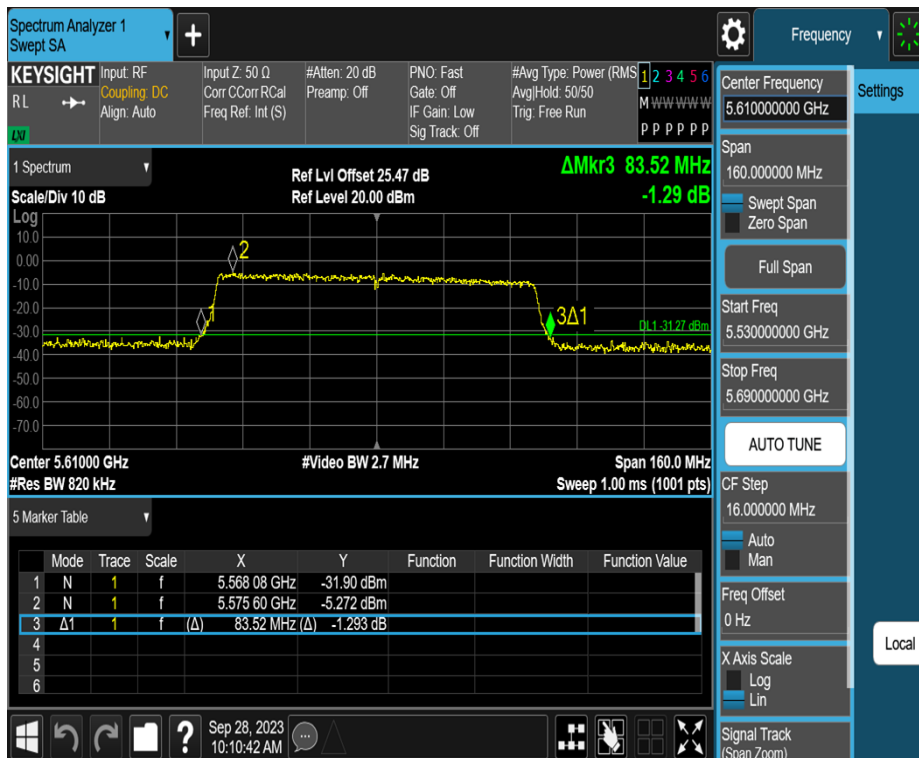 Spectrum Analyzer 1
Swept SA
Frequency
KEYSIGHT
RL
LXI
Input: RF
Coupling: DC
Align: Auto
Input Z: 50 Ω
Corr CCorr RCal
Freq Ref: Int (S)
#Atten: 20 dB
Preamp: Off
PNO: Fast
Gate: Off
IF Gain: Low
Sig Track: Off
#Avg Type: Power (RMS
Avg|Hold: 50/50
Trig: Free Run
1 2 3 4 5 6
M W W W W W
P P P P P P
Center Frequency
5.610000000 GHz
Settings
Span
160.000000 MHz
Swept Span
Zero Span
Full Span
Start Freq
5.530000000 GHz
Stop Freq
5.690000000 GHz
AUTO TUNE
CF Step
16.000000 MHz
Auto
Man
Freq Offset
0 Hz
X Axis Scale
Log
Lin
Signal Track
(Span Zoom)
Local
1 Spectrum
Scale/Div 10 dB
Ref Lvl Offset 25.47 dB
Ref Level 20.00 dBm
ΔMkr3 83.52 MHz
-1.29 dB
Log
10.0
0.00
-10.0
-20.0
-30.0
-40.0
-50.0
-60.0
-70.0
2
1
3Δ1
DL1 -31.27 dBm
Center 5.61000 GHz
#Video BW 2.7 MHz
Span 160.0 MHz
#Res BW 820 kHz
Sweep 1.00 ms (1001 pts)
5 Marker Table
Mode Trace Scale X Y Function Function Width Function Value
1 N 1 f 5.568 08 GHz -31.90 dBm
2 N 1 f 5.575 60 GHz -5.272 dBm
3 Δ1 1 f (Δ) 83.52 MHz (Δ) -1.293 dB
4
5
6
?
Sep 28, 2023
10:10:42 AM